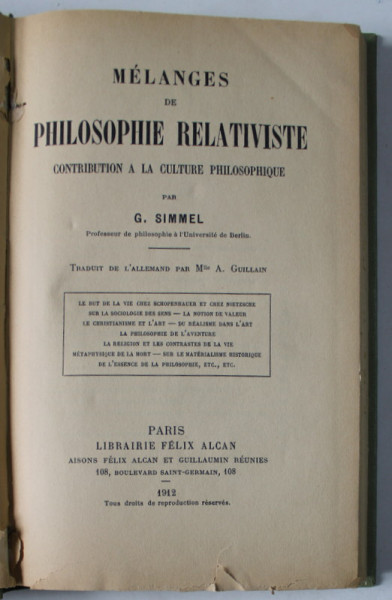 MÉLANGES
DE
PHILOSOPHIE RELATIVISTE
CONTRIBUTION A LA CULTURE PHILOSOPHIQUE
PAR
G. SIMMEL
Professeur de philosophie à l'Université de Berlin.
TRADUIT DE L'ALLEMAND PAR Mlle A. GUILLAIN
LE BUT DE LA VIE CHEZ SCHOPENHAUER ET CHEZ NIETZSCHE
SUR LA SOCIOLOGIE DES SENS — LA NOTION DE VALEUR
LE CHRISTIANISME ET L'ART — DU RÉALISME DANS L'ART
LA PHILOSOPHIE DE L'AVENTURE
LA RELIGION ET LES CONTRASTES DE LA VIE
MÉTAPHYSIQUE DE LA MORT — SUR LE MATÉRIALISME HISTORIQUE
DE L'ESSENCE DE LA PHILOSOPHIE, ETC., ETC.
PARIS
LIBRAIRIE FÉLIX ALCAN
AISONS FÉLIX ALCAN ET GUILLAUMIN RÉUNIES
108, BOULEVARD SAINT-GERMAIN, 108
1912
Tous droits de reproduction réservés.